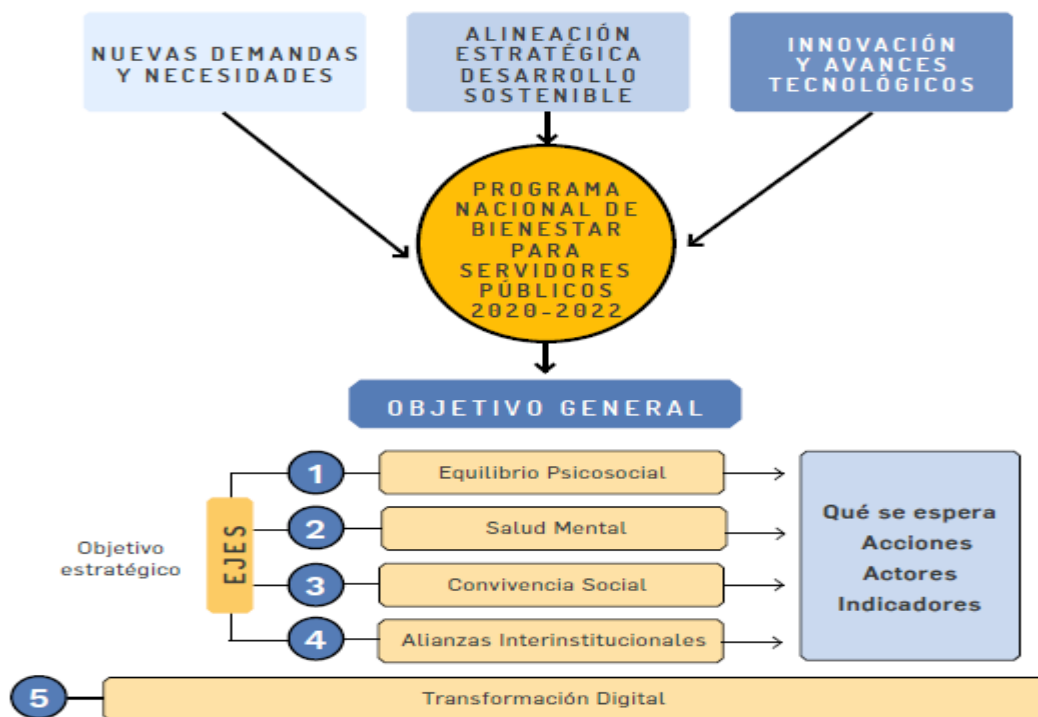 NUEVAS DEMANDAS
Y NECESIDADES
ALINEACIÓN
ESTRATÉGICA
DESARROLLO
SOSTENIBLE
INNOVACIÓN
Y AVANCES
TECNOLÓGICOS
PROGRAMA
NACIONAL DE
BIENESTAR
PARA
SERVIDORES
PÚBLICOS
2020-2022
OBJETIVO GENERAL
Objetivo
estratégico
EJES
1 Equilibrio Psicosocial
2 Salud Mental
3 Convivencia Social
4 Alianzas Interinstitucionales
Qué se espera
Acciones
Actores
Indicadores
5 Transformación Digital